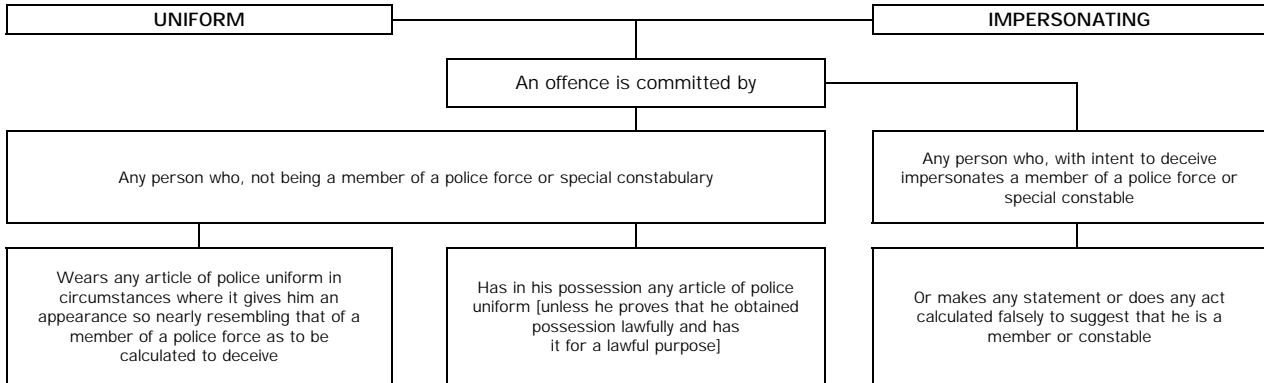 UNIFORM
IMPERSONATING
An offence is committed by
Any person who, not being a member of a police force or special constabulary
Any person who, with intent to deceive
impersonates a member of a police force or
special constable
Wears any article of police uniform in
circumstances where it gives him an
appearance so nearly resembling that of a
member of a police force as to be
calculated to deceive
Has in his possession any article of police
uniform [unless he proves that he obtained
possession lawfully and has
it for a lawful purpose]
Or makes any statement or does any act
calculated falsely to suggest that he is a
member or constable